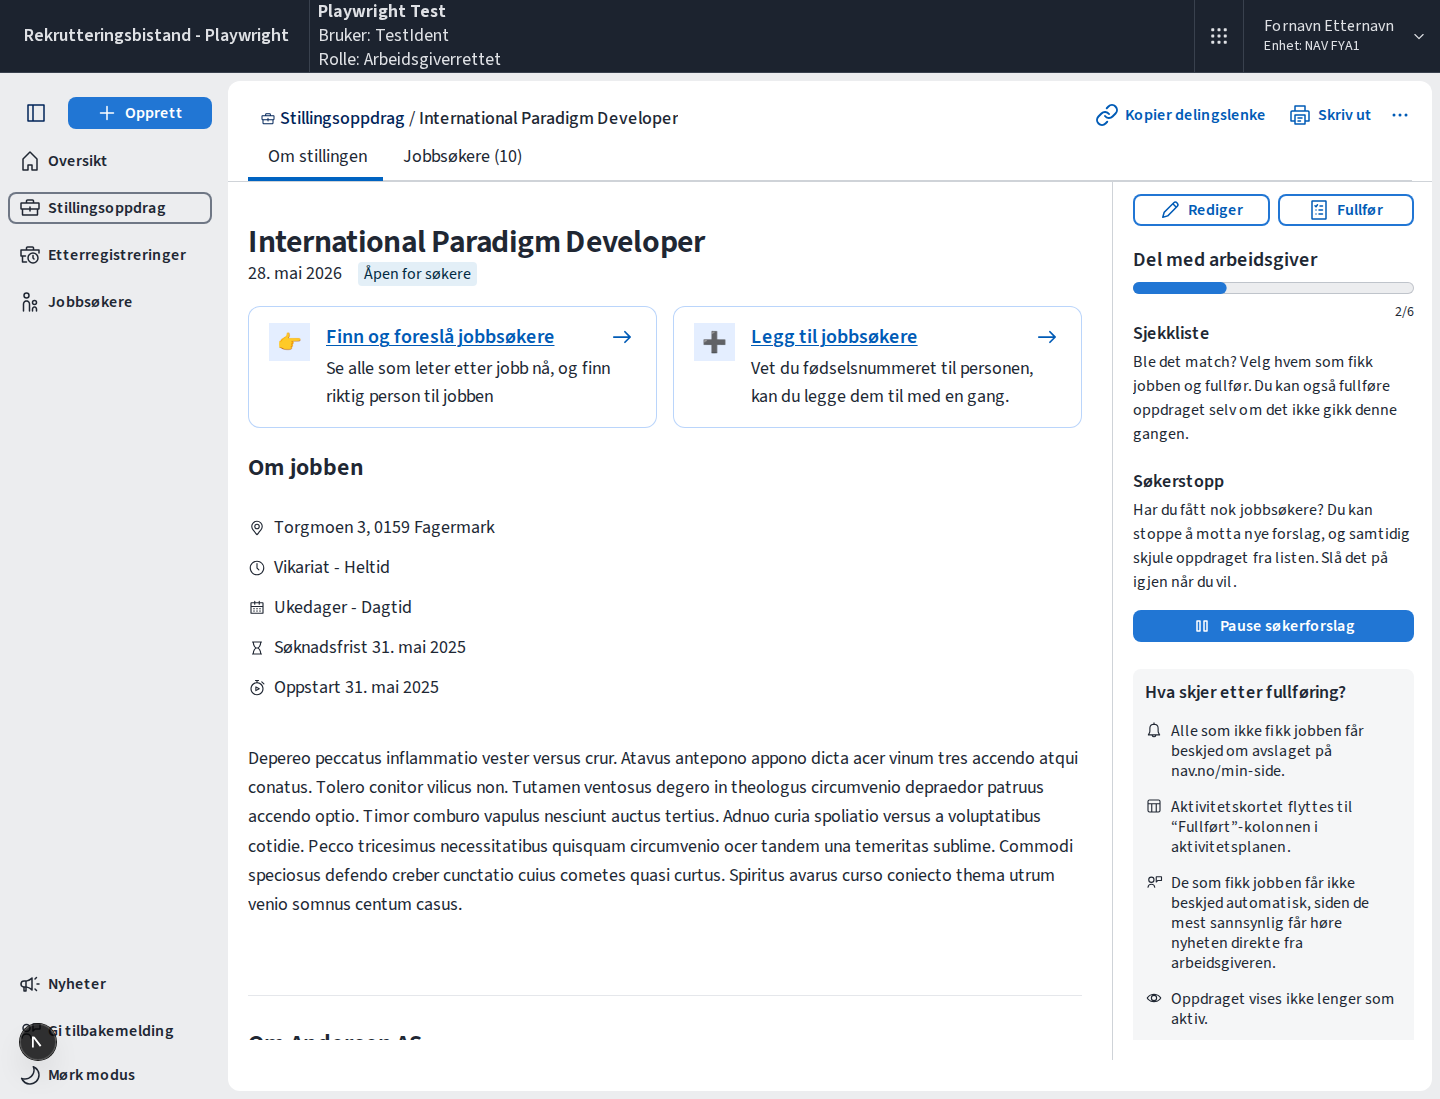 Rekrutteringsbistand - Playwright
Playwright Test
Bruker: TestIdent
Rolle: Arbeidsgiverrettet
Fornavn Etternavn
Enhet: NAV FYA1
Opprett
Oversikt
Stillingsoppdrag
Etterregistreringer
Jobbsøkere
Nyheter
Gi tilbakemelding
Mørk modus
Stillingsoppdrag / International Paradigm Developer
Kopier delingslenke
Skriv ut
Om stillingen
Jobbsøkere (10)
International Paradigm Developer
28. mai 2026
Åpen for søkere
Finn og foreslå jobbsøkere
Se alle som leter etter jobb nå, og finn
riktig person til jobben
Legg til jobbsøkere
Vet du fødselsnummeret til personen,
kan du legge dem til med en gang.
Om jobben
Torgmoen 3, 0159 Fagermark
Vikariat - Heltid
Ukedager - Dagtid
Søknadsfrist 31. mai 2025
Oppstart 31. mai 2025
Depereo peccatus inflammatio vester versus crur. Atavus antepono appono dicta acer vinum tres accendo atqui
conatus. Tolero conitor vilicus non. Tutamen ventosus degero in theologus circumvenio depraedor patruus
accendo optio. Timor comburo vapulus nesciunt auctus tertius. Adnuo curia spoliatio versus a voluptatibus
cotidie. Pecco tricesimus necessitatibus quisquam circumvenio ocer tandem una temeritas sublime. Commodi
speciosus defendo creber cunctatio cuius cometes quasi curtus. Spiritus avarus curso coniecto thema utrum
venio somnus centum casus.
Om Andersen AS
Rediger
Fullfør
Del med arbeidsgiver
2/6
Sjekkliste
Ble det match? Velg hvem som fikk
jobben og fullfør. Du kan også fullføre
oppdraget selv om det ikke gikk denne
gangen.
Søkerstopp
Har du fått nok jobbsøkere? Du kan
stoppe å motta nye forslag, og samtidig
skjule oppdraget fra listen. Slå det på
igjen når du vil.
Pause søkerforslag
Hva skjer etter fullføring?
Alle som ikke fikk jobben får
beskjed om avslaget på
nav.no/min-side.
Aktivitetskortet flyttes til
“Fullført”-kolonnen i
aktivitetsplanen.
De som fikk jobben får ikke
beskjed automatisk, siden de
mest sannsynlig får høre
nyheten direkte fra
arbeidsgiveren.
Oppdraget vises ikke lenger som
aktiv.